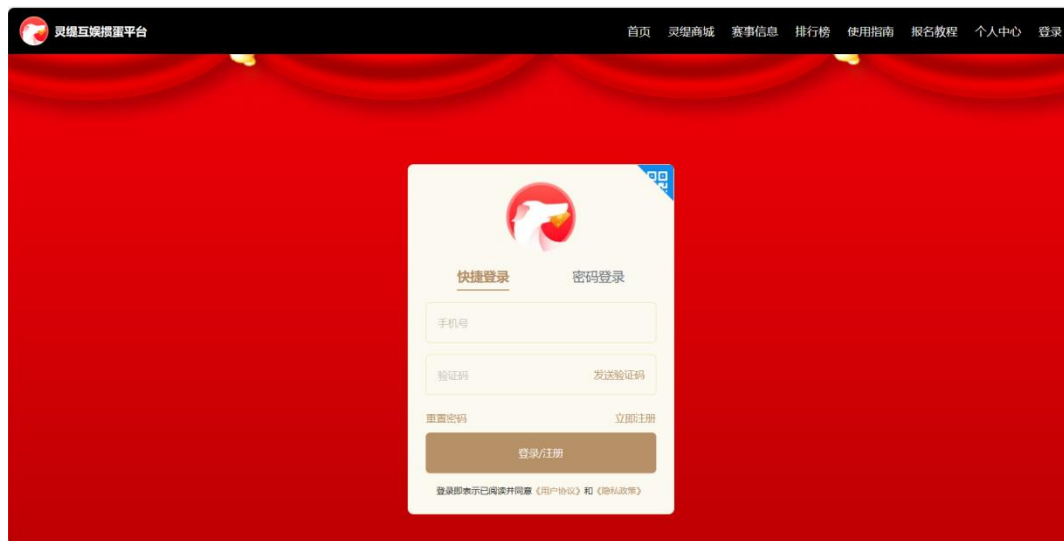 灵缇互娱掼蛋平台
首页 灵缇商城 赛事信息 排行榜 使用指南 报名教程 个人中心 登录
快捷登录 密码登录
手机号
验证码 发送验证码
重置密码 立即注册
登录/注册
登录即表示已阅读并同意《用户协议》和《隐私政策》